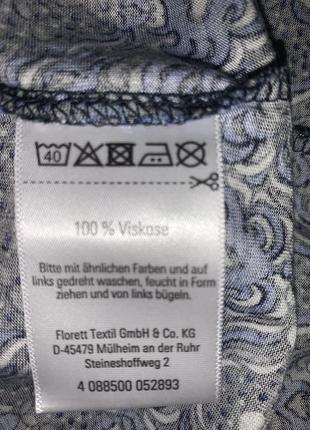 40
100 % Viskose
Bitte mit ähnlichen Farben und auf
links gedreht waschen, feucht in Form
ziehen und von links bügeln.
Florett Textil GmbH & Co. KG
D-45479 Mülheim an der Ruhr
Steineshoffweg 2
4 088500 052893